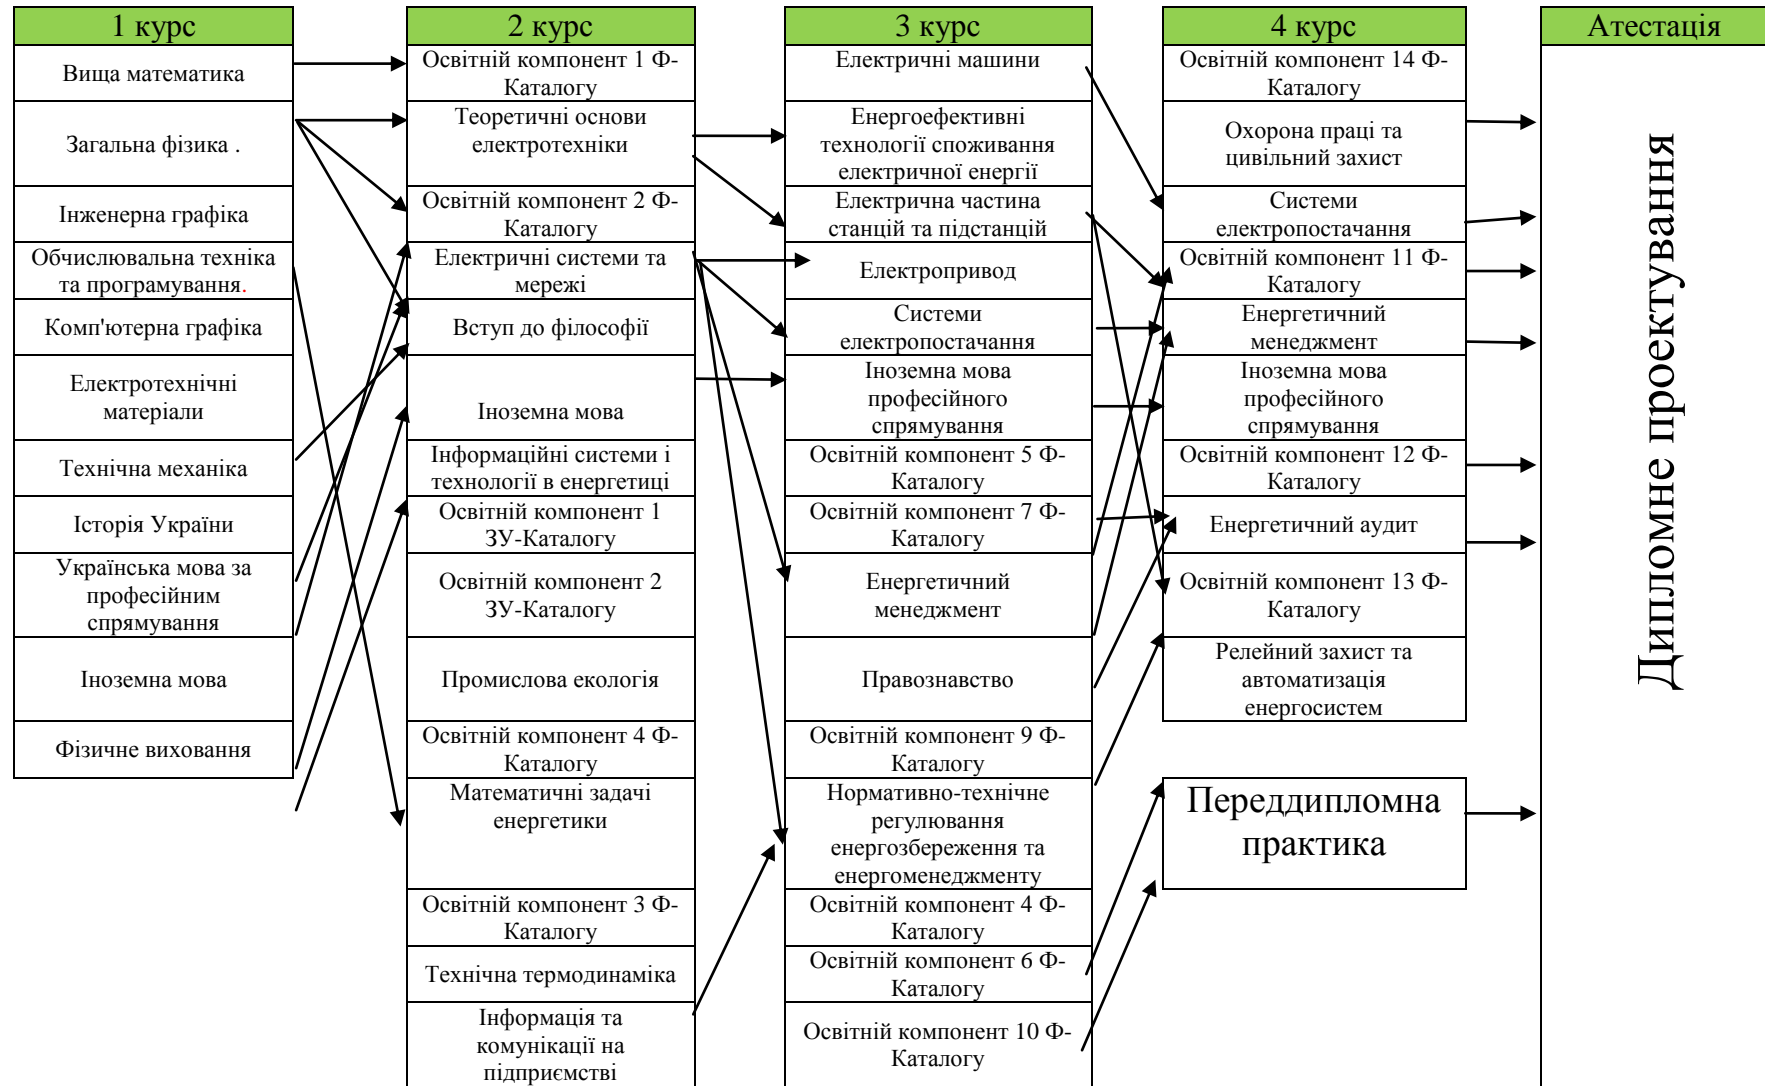 1 курс
Вища математика
Загальна фізика .
Інженерна графіка
Обчислювальна техніка
та програмування.
Комп'ютерна графіка
Електротехнічні
матеріали
Технічна механіка
Історія України
Українська мова за
професійним
спрямування
Іноземна мова
Фізичне виховання
2 курс
Освітній компонент 1 Ф-
Каталогу
Теоретичні основи
електротехніки
Освітній компонент 2 Ф-
Каталогу
Електричні системи та
мережі
Вступ до філософії
Іноземна мова
Інформаційні системи і
технології в енергетиці
Освітній компонент 1
ЗУ-Каталогу
Освітній компонент 2
ЗУ-Каталогу
Промислова екологія
Освітній компонент 4 Ф-
Каталогу
Математичні задачі
енергетики
Освітній компонент 3 Ф-
Каталогу
Технічна термодинаміка
Інформація та
комунікації на
підприємстві
3 курс
Електричні машини
Енергоефективні
технології споживання
електричної енергії
Електрична частина
станцій та підстанцій
Електропривод
Системи
електропостачання
Іноземна мова
професійного
спрямування
Освітній компонент 5 Ф-
Каталогу
Освітній компонент 7 Ф-
Каталогу
Енергетичний
менеджмент
Правознавство
Освітній компонент 9 Ф-
Каталогу
Нормативно-технічне
регулювання
енергозбереження та
енергоменеджменту
Освітній компонент 4 Ф-
Каталогу
Освітній компонент 6 Ф-
Каталогу
Освітній компонент 10 Ф-
Каталогу
4 курс
Освітній компонент 14 Ф-
Каталогу
Охорона праці та
цивільний захист
Системи
електропостачання
Освітній компонент 11 Ф-
Каталогу
Енергетичний
менеджмент
Іноземна мова
професійного
спрямування
Освітній компонент 12 Ф-
Каталогу
Енергетичний аудит
Освітній компонент 13 Ф-
Каталогу
Релейний захист та
автоматизація
енергосистем
Переддипломна
практика
Атестація
Дипломне проектування